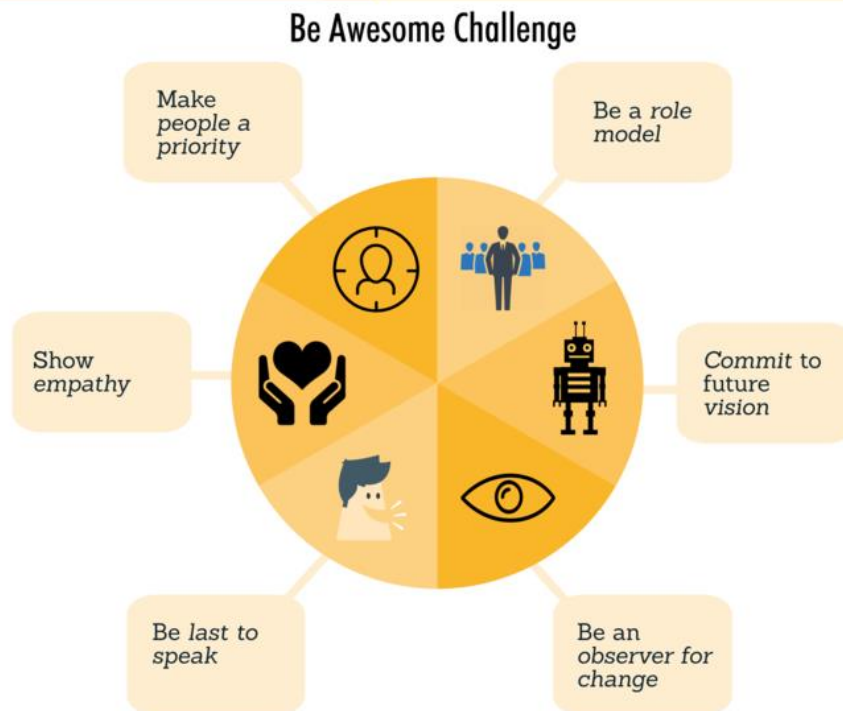 Be Awesome Challenge
Make
people a
priority
Be a role
model
Show
empathy
Commit to
future
vision
Be last to
speak
Be an
observer for
change